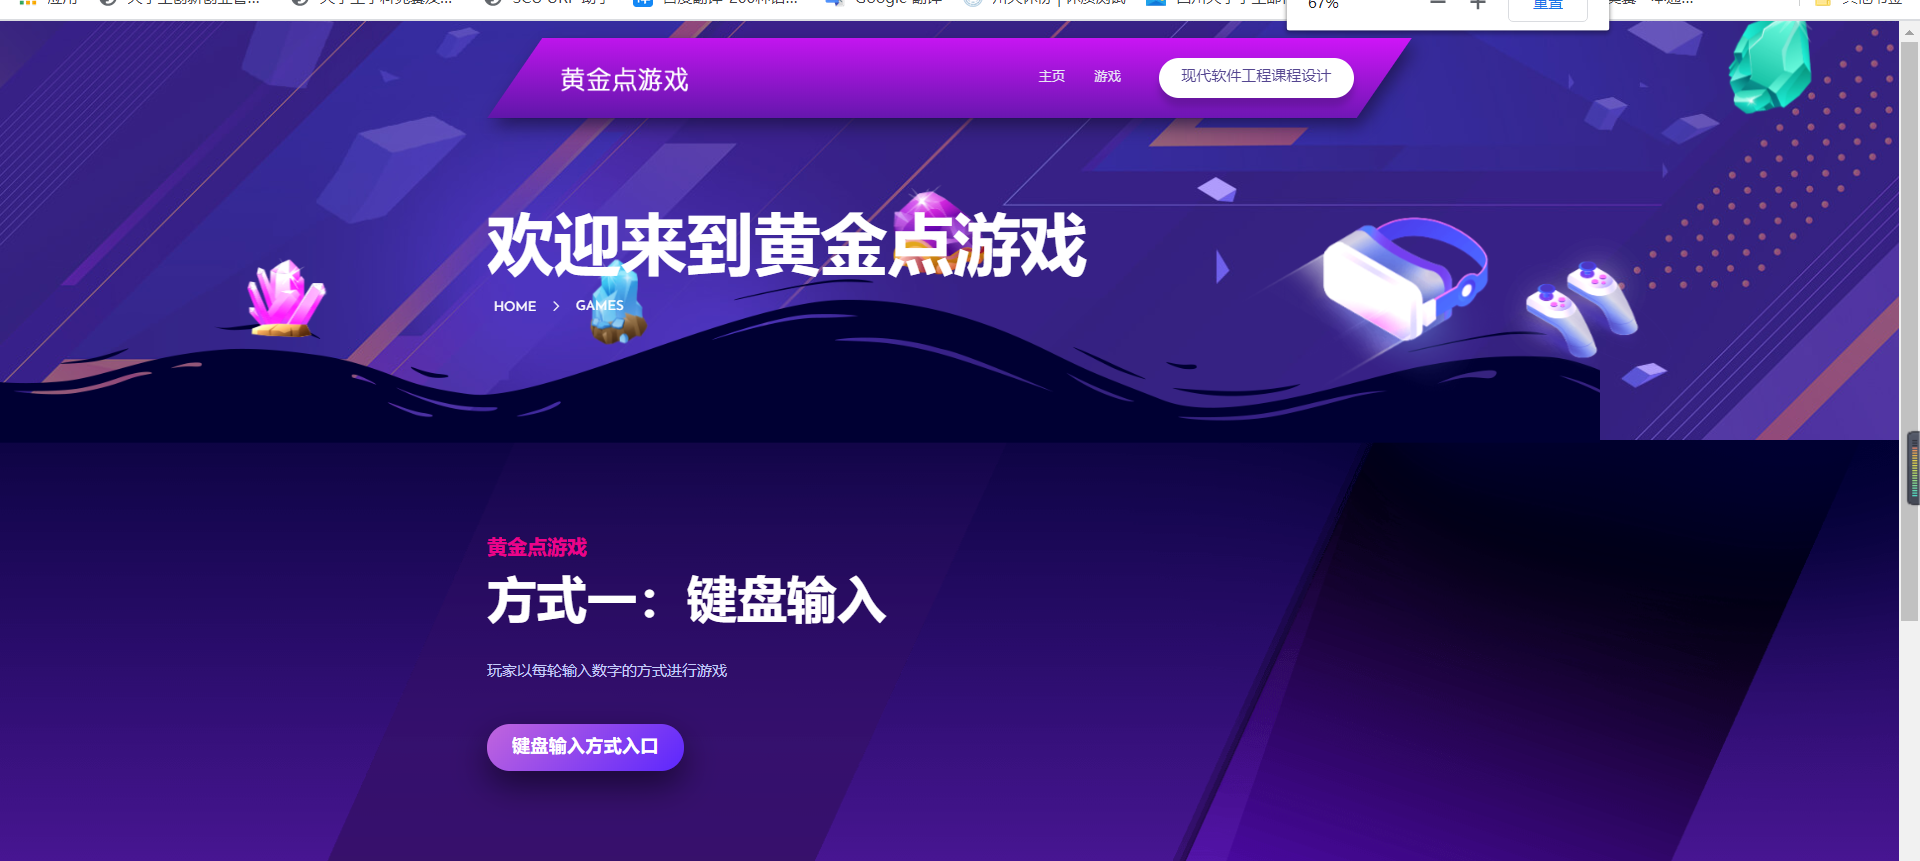 67%
重置
黄金点游戏
主页
游戏
现代软件工程课程设计
欢迎来到黄金点游戏
HOME
GAMES
黄金点游戏
方式一：键盘输入
玩家以每轮输入数字的方式进行游戏
键盘输入方式入口